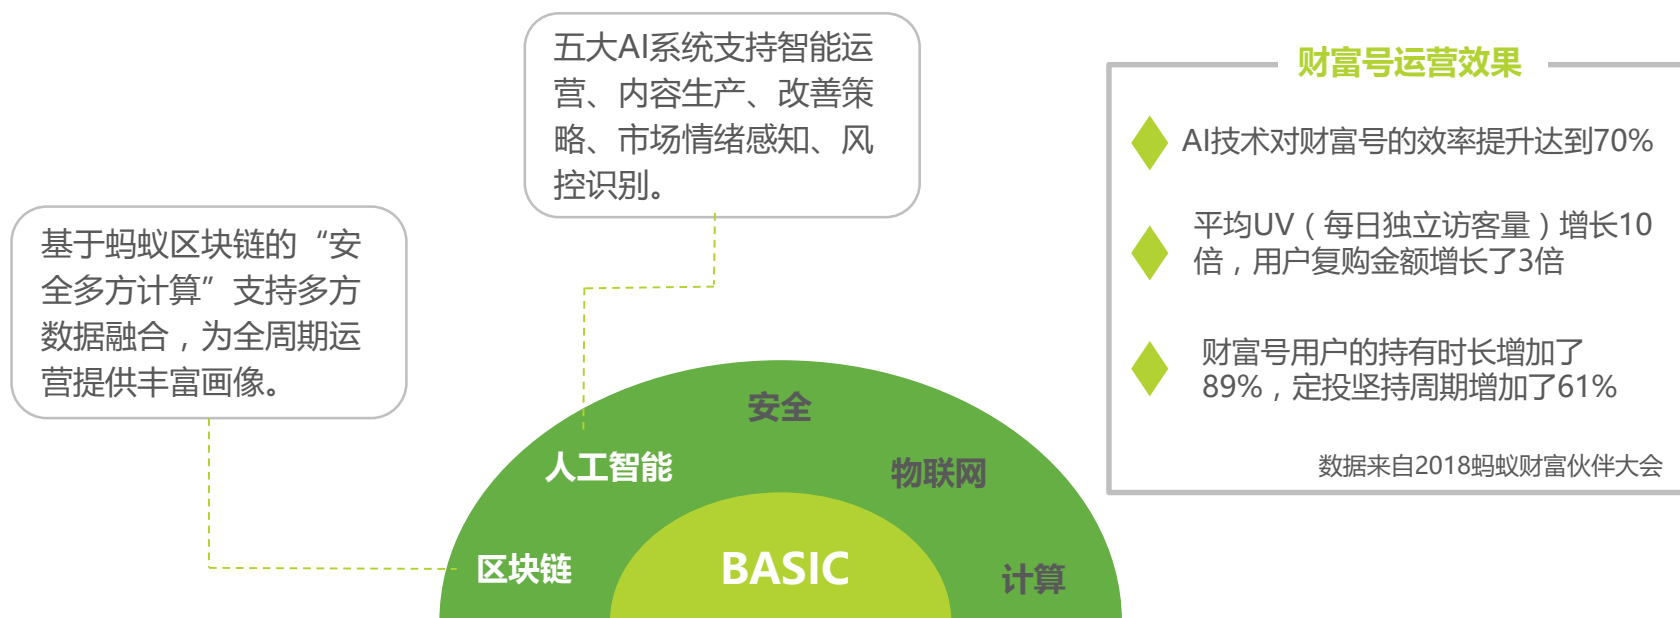 五大AI系统支持智能运
营、内容生产、改善策
略、市场情绪感知、风
控识别。
基于蚂蚁区块链的“安
全多方计算”支持多方
数据融合，为全周期运
营提供丰富画像。
安全
人工智能
物联网
区块链
BASIC
计算
财富号运营效果
AI技术对财富号的效率提升达到70%
平均UV（每日独立访客量）增长10
倍，用户复购金额增长了3倍
财富号用户的持有时长增加了
89%，定投坚持周期增加了61%
数据来自2018蚂蚁财富伙伴大会